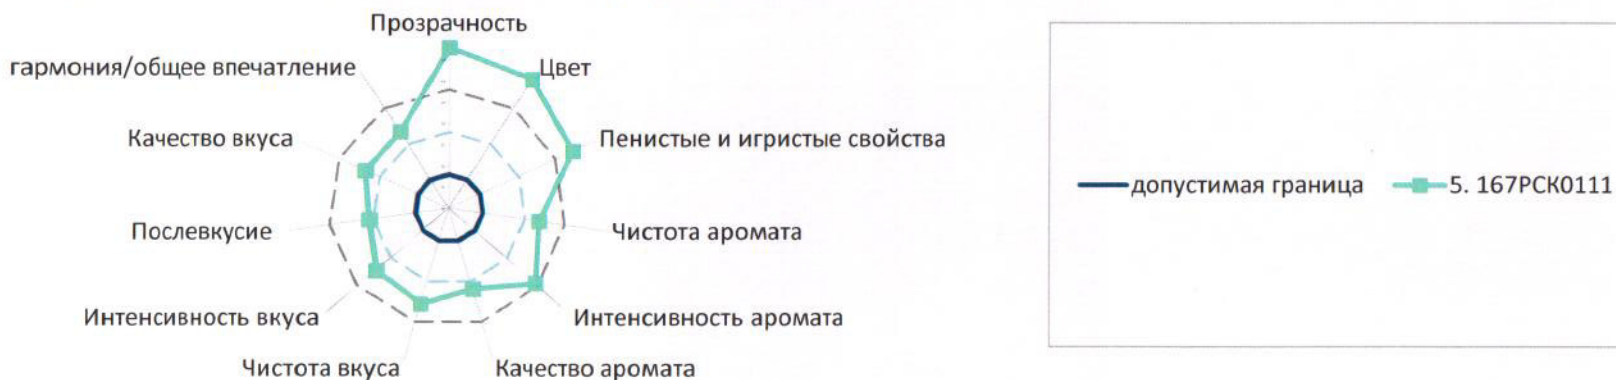 Прозрачность
гармония/общее впечатление
Цвет
Качество вкуса
Пенистые и игристые свойства
допустимая граница
5. 167РСК0111
Послевкусие
Чистота аромата
Интенсивность вкуса
Интенсивность аромата
Чистота вкуса
Качество аромата